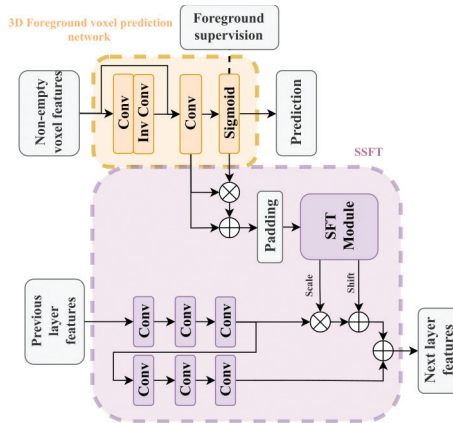 3D Foreground voxel prediction
network
Foreground
supervision
Non-empty
voxel features
Conv
Inv Conv
Conv
Sigmoid
Prediction
SSFT
Padding
SFT
Module
Scale
Shift
Previous
layer
features
Conv
Conv
Conv
Conv
Conv
Conv
Next layer
features